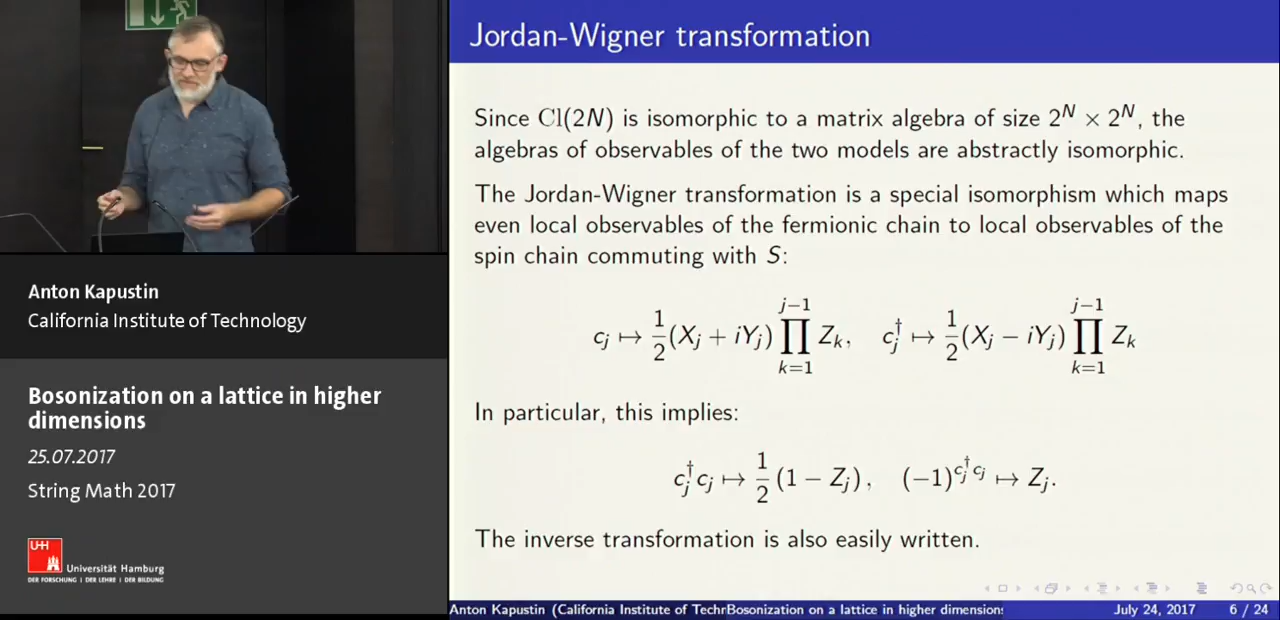 Anton Kapustin
California Institute of Technology
Bosonization on a lattice in higher
dimensions
25.07.2017
String Math 2017
UH
Universität Hamburg
DER FORSCHUNG | DER LEHRE | DER BILDUNG
Jordan-Wigner transformation
Since Cl(2N) is isomorphic to a matrix algebra of size 2^N × 2^N, the
algebras of observables of the two models are abstractly isomorphic.
The Jordan-Wigner transformation is a special isomorphism which maps
even local observables of the fermionic chain to local observables of the
spin chain commuting with S:
c_j ↦ 1/2 (X_j + iY_j) ∏_{k=1}^{j−1} Z_k, c_j^† ↦ 1/2 (X_j − iY_j) ∏_{k=1}^{j−1} Z_k
In particular, this implies:
c_j^† c_j ↦ 1/2 (1 − Z_j), (−1)^{c_j^† c_j} ↦ Z_j.
The inverse transformation is also easily written.
Anton Kapustin (California Institute of Techr Bosonization on a lattice in higher dimensions July 24, 2017 6 / 24